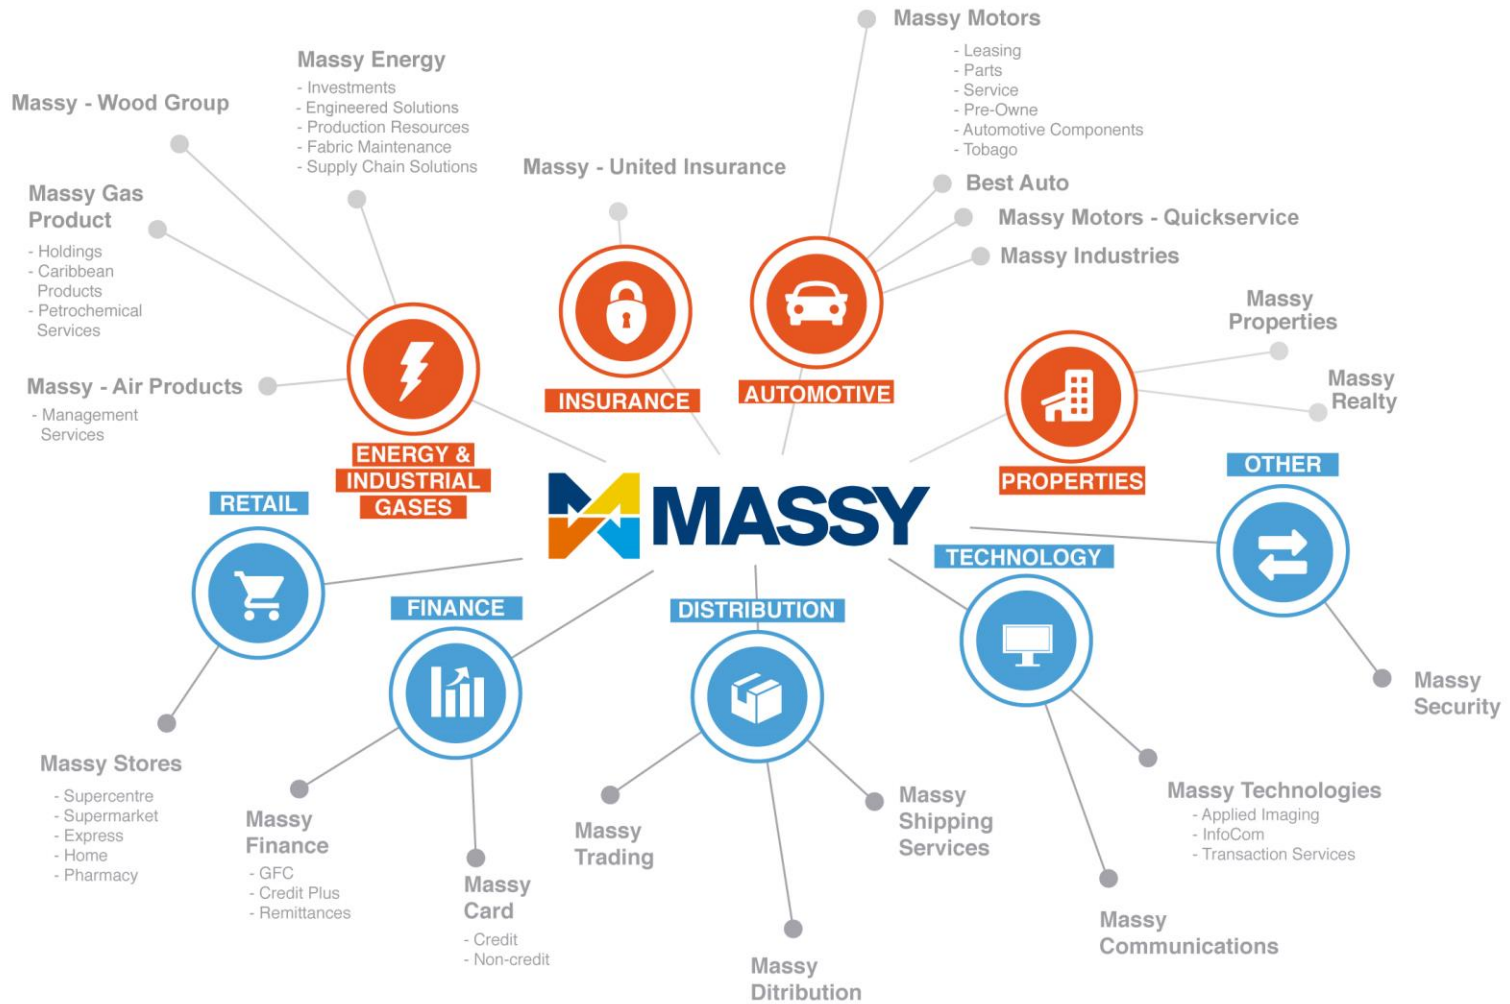 Massy Motors
- Leasing
- Parts
- Service
- Pre-Owne
- Automotive Components
- Tobago
Best Auto
Massy Motors - Quickservice
Massy Industries
Massy Energy
- Investments
- Engineered Solutions
- Production Resources
- Fabric Maintenance
- Supply Chain Solutions
Massy - Wood Group
Massy Gas
Product
- Holdings
- Caribbean
Products
- Petrochemical
Services
Massy - Air Products
- Management
Services
Massy - United Insurance
Massy
Properties
Massy
Realty
ENERGY &
INDUSTRIAL
GASES
INSURANCE
AUTOMOTIVE
PROPERTIES
MASSY
RETAIL
FINANCE
DISTRIBUTION
TECHNOLOGY
OTHER
Massy Stores
- Supercentre
- Supermarket
- Express
- Home
- Pharmacy
Massy
Finance
- GFC
- Credit Plus
- Remittances
Massy
Card
- Credit
- Non-credit
Massy
Trading
Massy
Ditribution
Massy
Shipping
Services
Massy Technologies
- Applied Imaging
- InfoCom
- Transaction Services
Massy
Communications
Massy
Security